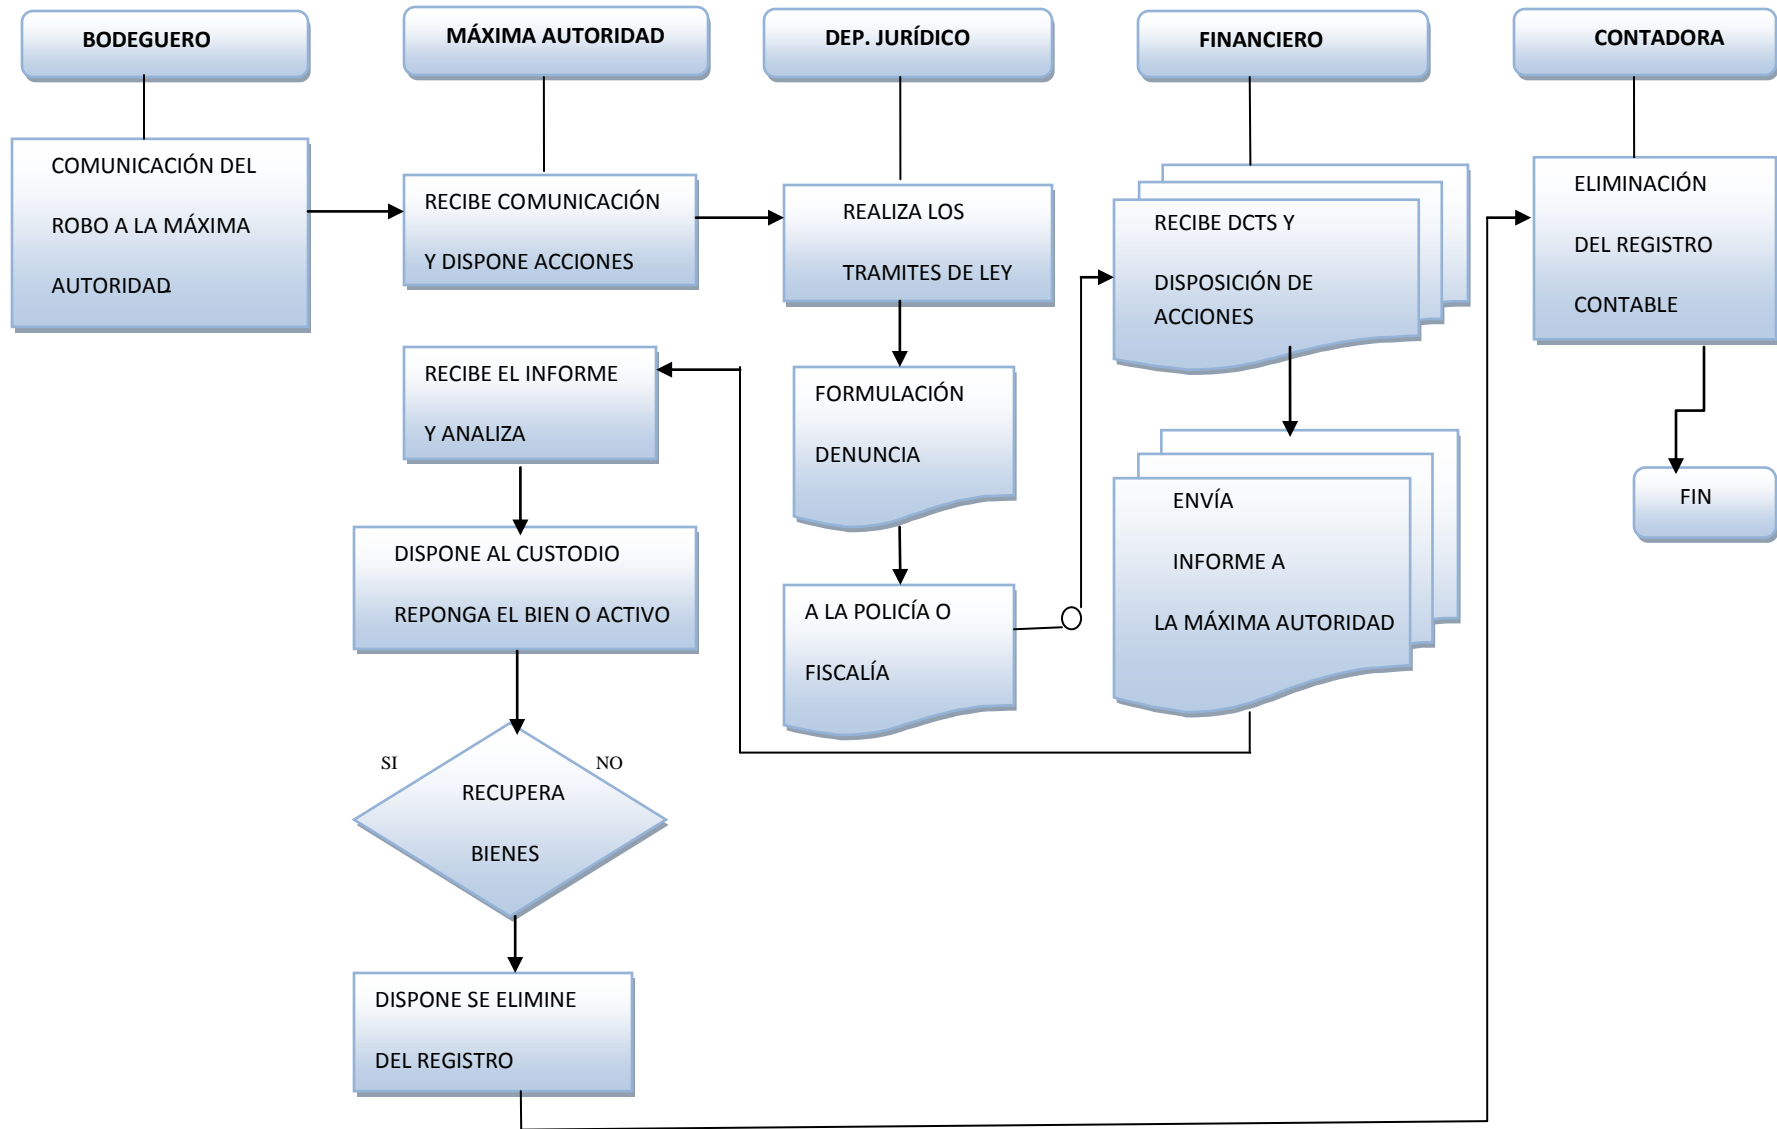 BODEGUERO
MÁXIMA AUTORIDAD
DEP. JURÍDICO
FINANCIERO
CONTADORA
COMUNICACIÓN DEL
ROBO A LA MÁXIMA
AUTORIDAD.
RECIBE COMUNICACIÓN
Y DISPONE ACCIONES
REALIZA LOS
TRAMITES DE LEY
RECIBE DCTS Y
DISPOSICIÓN DE
ACCIONES
ELIMINACIÓN
DEL REGISTRO
CONTABLE
RECIBE EL INFORME
Y ANALIZA
FORMULACIÓN
DENUNCIA
ENVÍA
INFORME A
LA MÁXIMA AUTORIDAD
FIN
DISPONE AL CUSTODIO
REPONGA EL BIEN O ACTIVO
A LA POLICÍA O
FISCALÍA
SI
NO
RECUPERA
BIENES
DISPONE SE ELIMINE
DEL REGISTRO